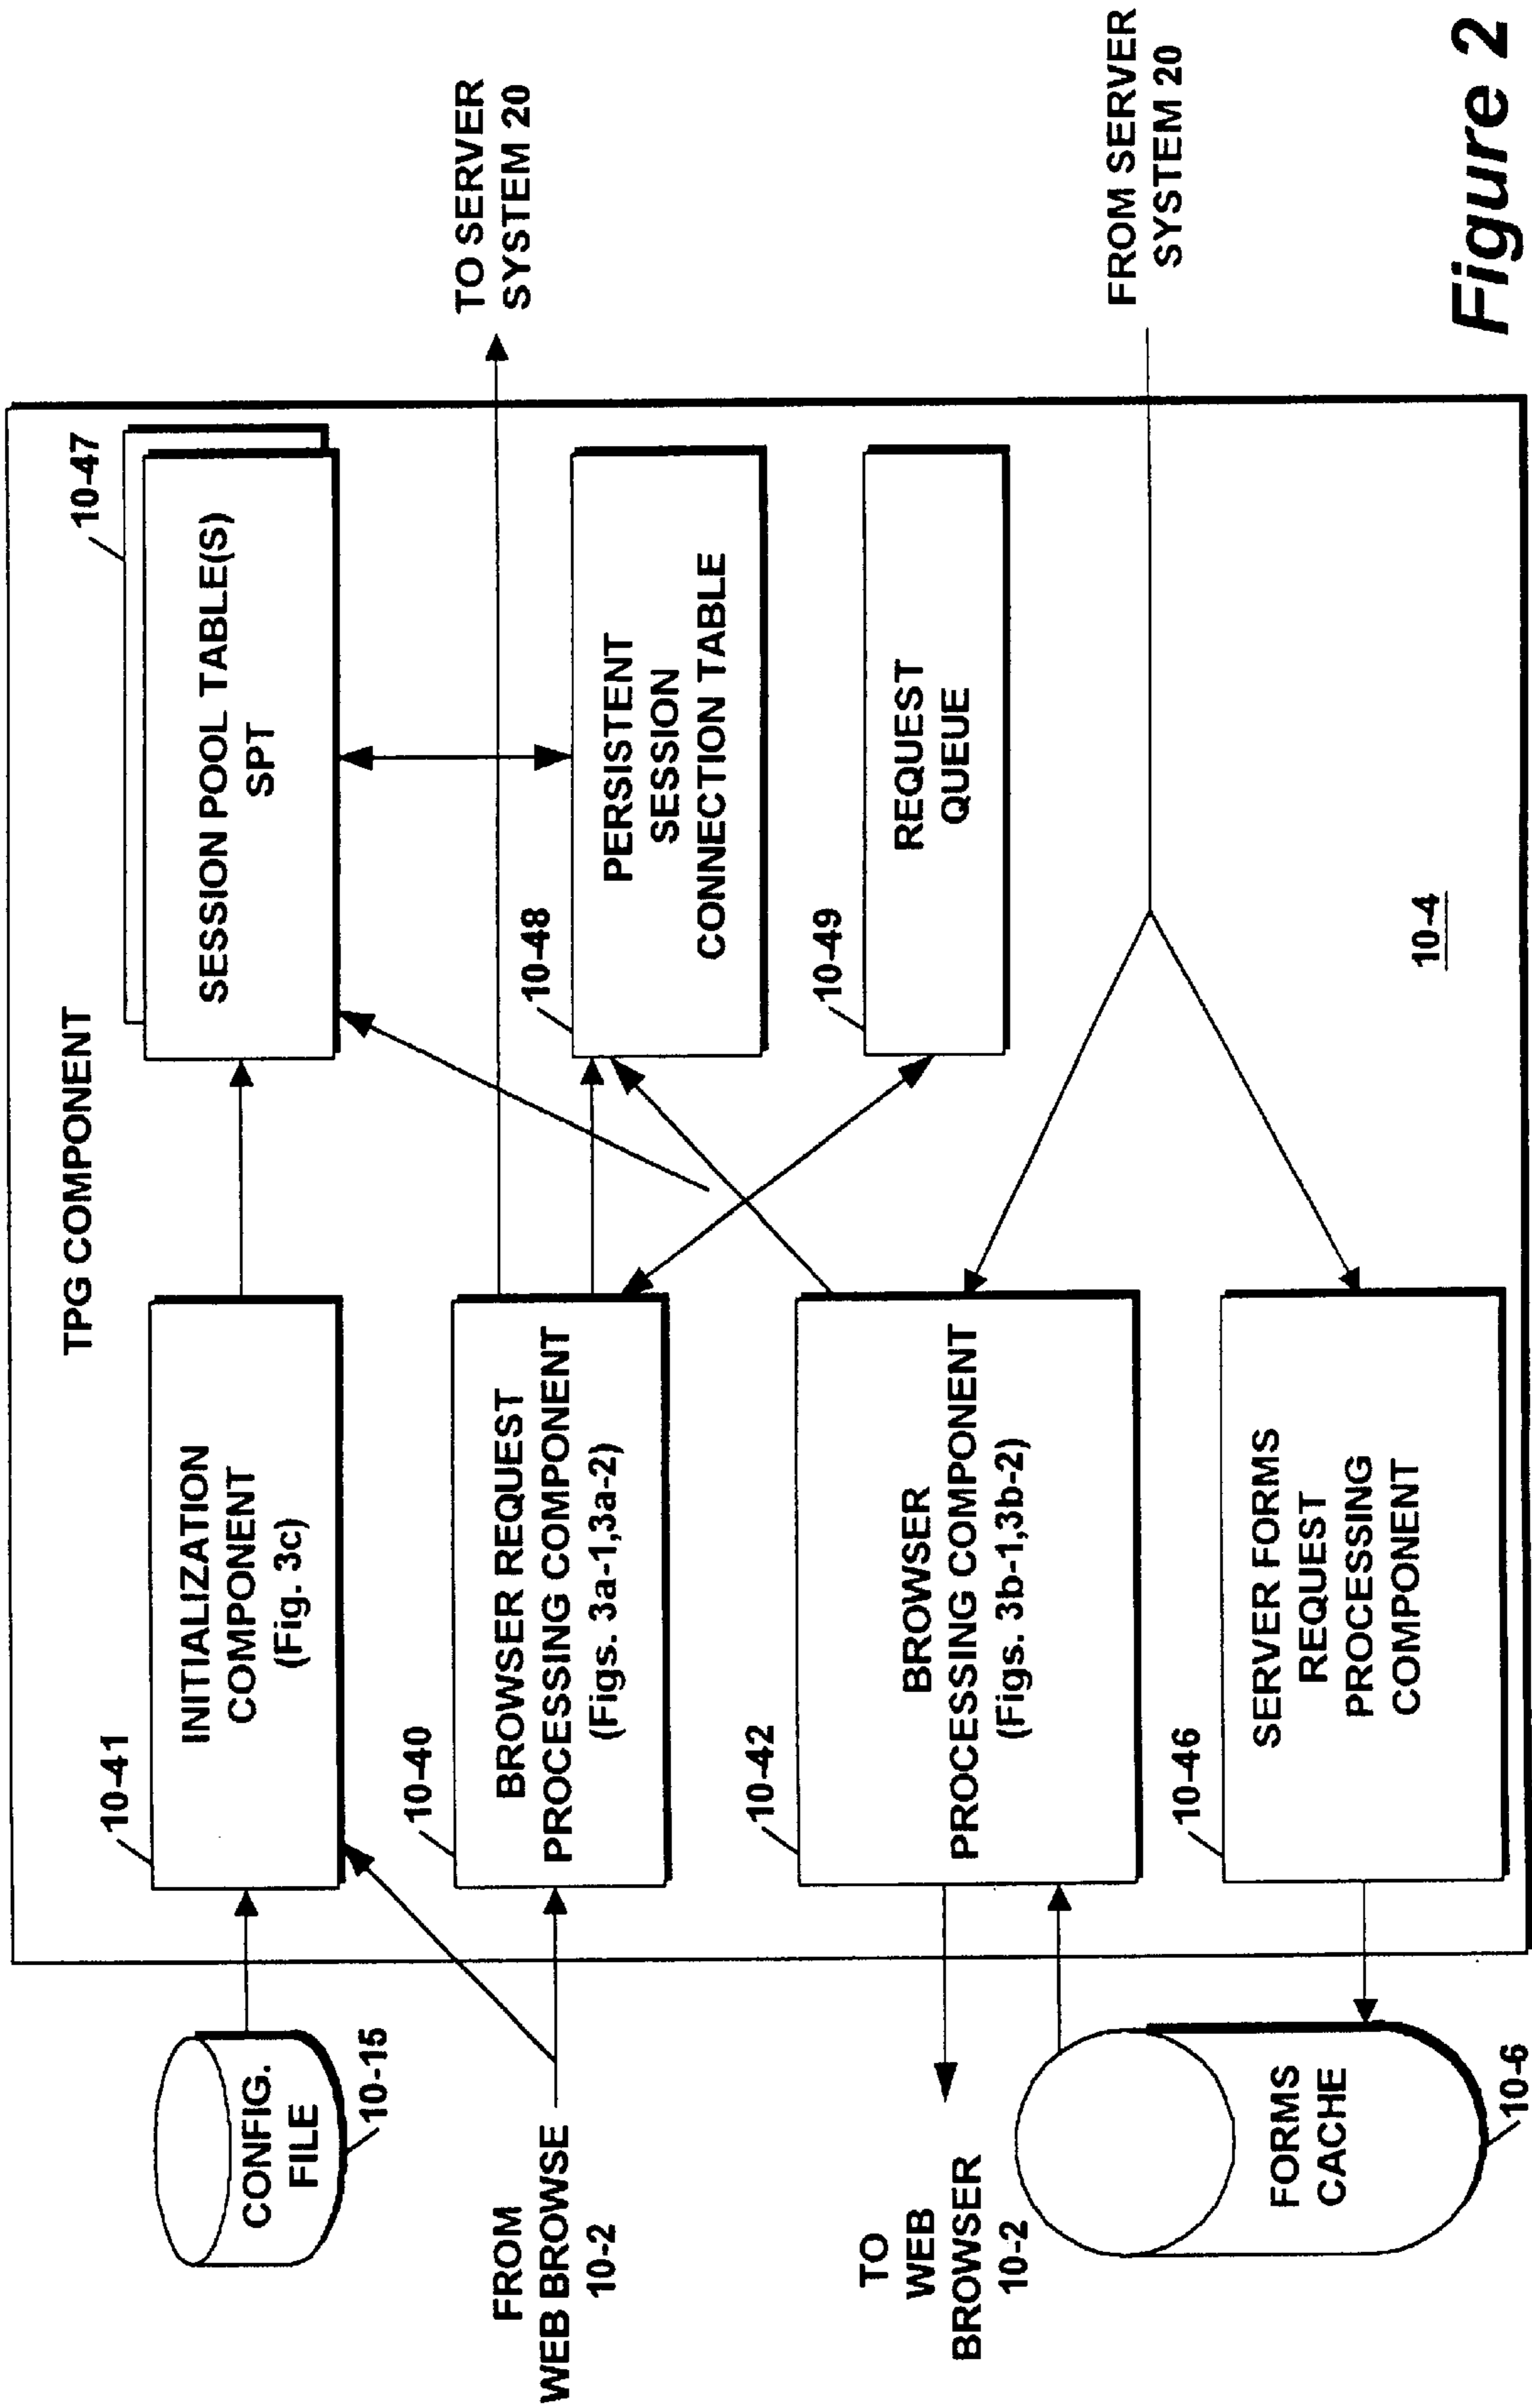 TPG COMPONENT
10-41
INITIALIZATION
COMPONENT
(Fig. 3c)
10-47
SESSION POOL TABLE(S)
SPT
CONFIG.
FILE
10-15
TO SERVER
SYSTEM 20
10-40
BROWSER REQUEST
PROCESSING COMPONENT
(Figs. 3a-1,3a-2)
10-48
PERSISTENT
SESSION
CONNECTION TABLE
FROM
WEB BROWSE
10-2
10-42
BROWSER
PROCESSING COMPONENT
(Figs. 3b-1,3b-2)
10-49
REQUEST
QUEUE
TO
WEB
BROWSER
10-2
FROM SERVER
SYSTEM 20
10-46
SERVER FORMS
REQUEST
PROCESSING
COMPONENT
FORMS
CACHE
10-6
10-4
Figure 2